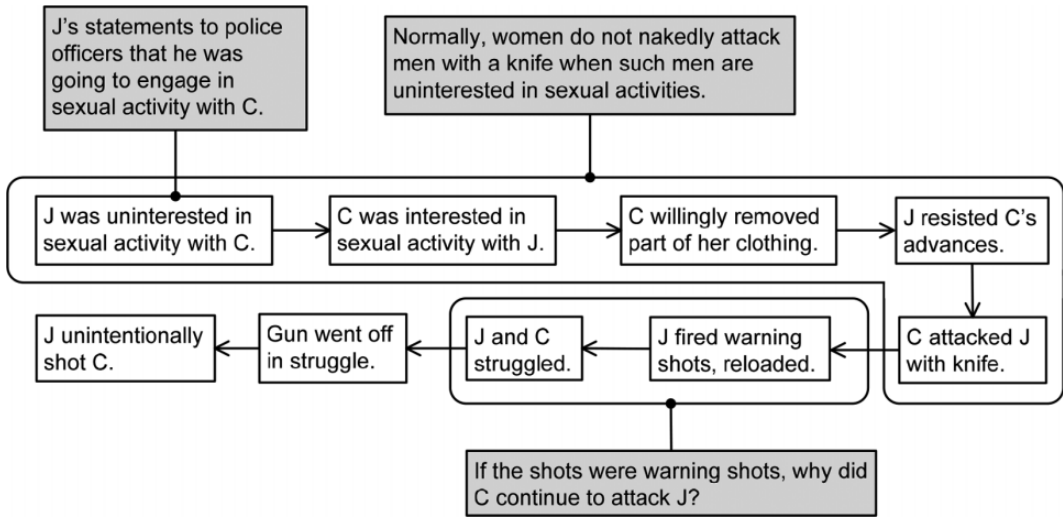 J's statements to police
officers that he was
going to engage in
sexual activity with C.
Normally, women do not nakedly attack
men with a knife when such men are
uninterested in sexual activities.
J was uninterested in
sexual activity with C.
C was interested in
sexual activity with J.
C willingly removed
part of her clothing.
J resisted C's
advances.
J unintentionally
shot C.
Gun went off
in struggle.
J and C
struggled.
J fired warning
shots, reloaded.
C attacked J
with knife.
If the shots were warning shots, why did
C continue to attack J?